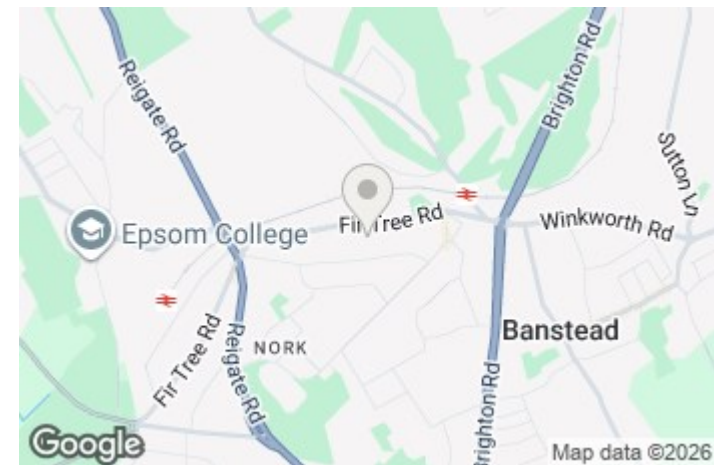 Reigate Rd
Brighton Rd
Sutton Ln
Fir Tree Rd
Winkworth Rd
Epsom College
Banstead
Fir Tree Rd
NORK
Reigate Rd
Brighton Rd
Google
Map data ©2026